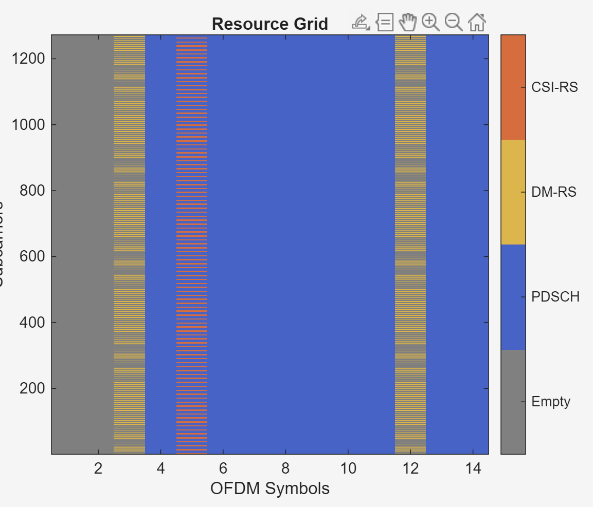 Resource Grid
1200
1000
800
600
400
200
2 4 6 8 10 12 14
OFDM Symbols
CSI-RS
DM-RS
PDSCH
Empty